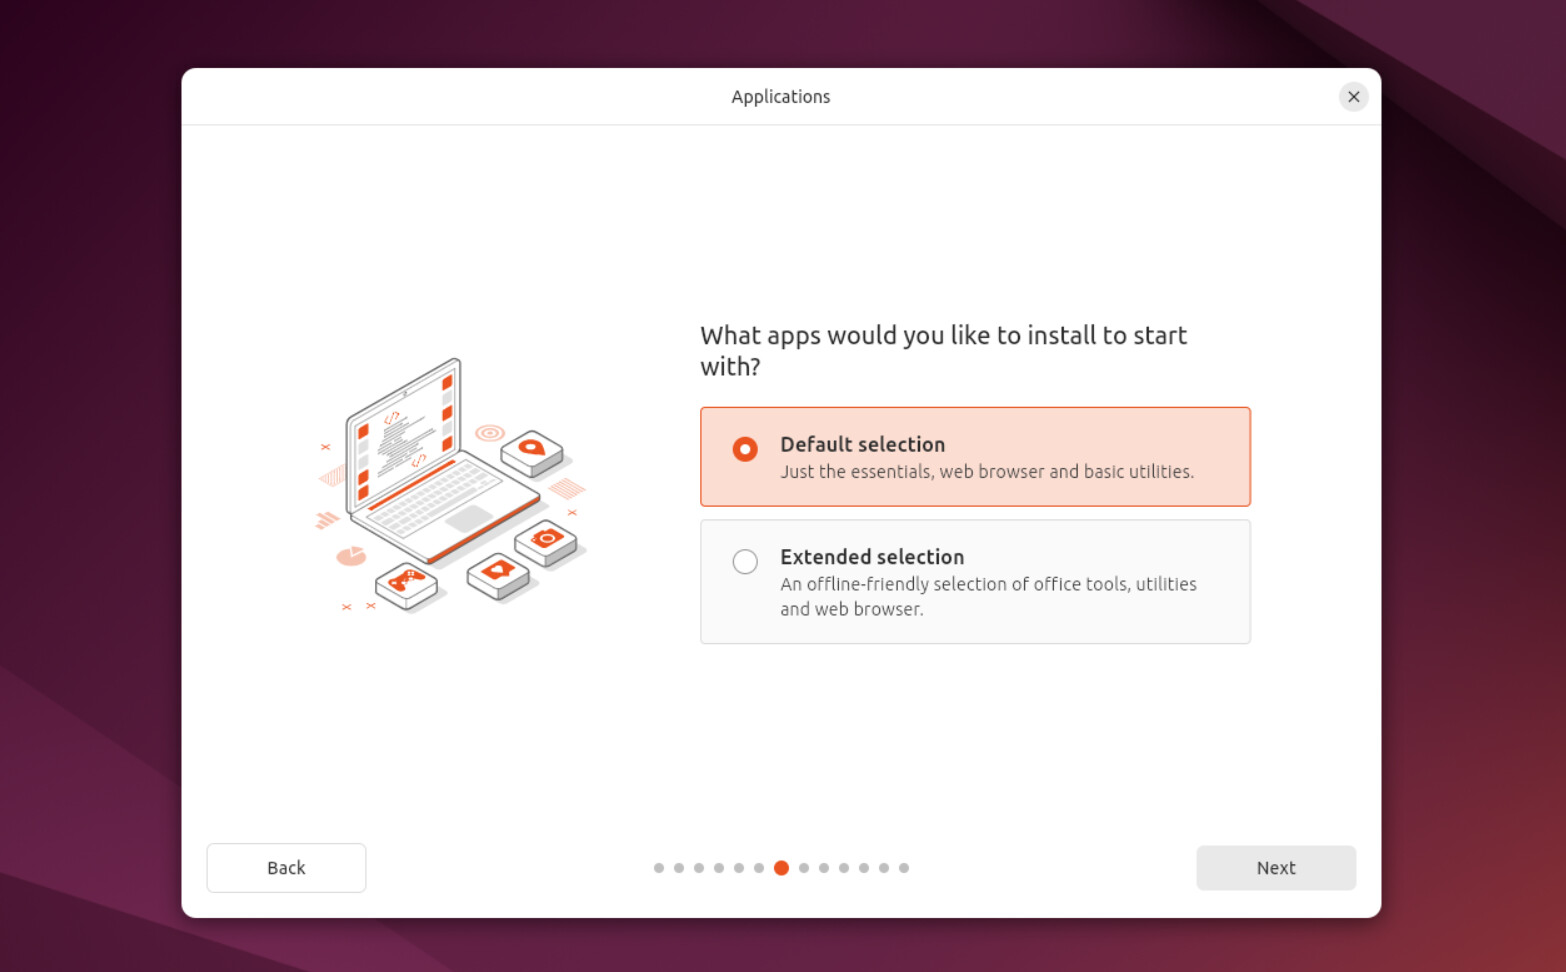 Applications
What apps would you like to install to start
with?
Default selection
Just the essentials, web browser and basic utilities.
Extended selection
An offline-friendly selection of office tools, utilities
and web browser.
Back
Next